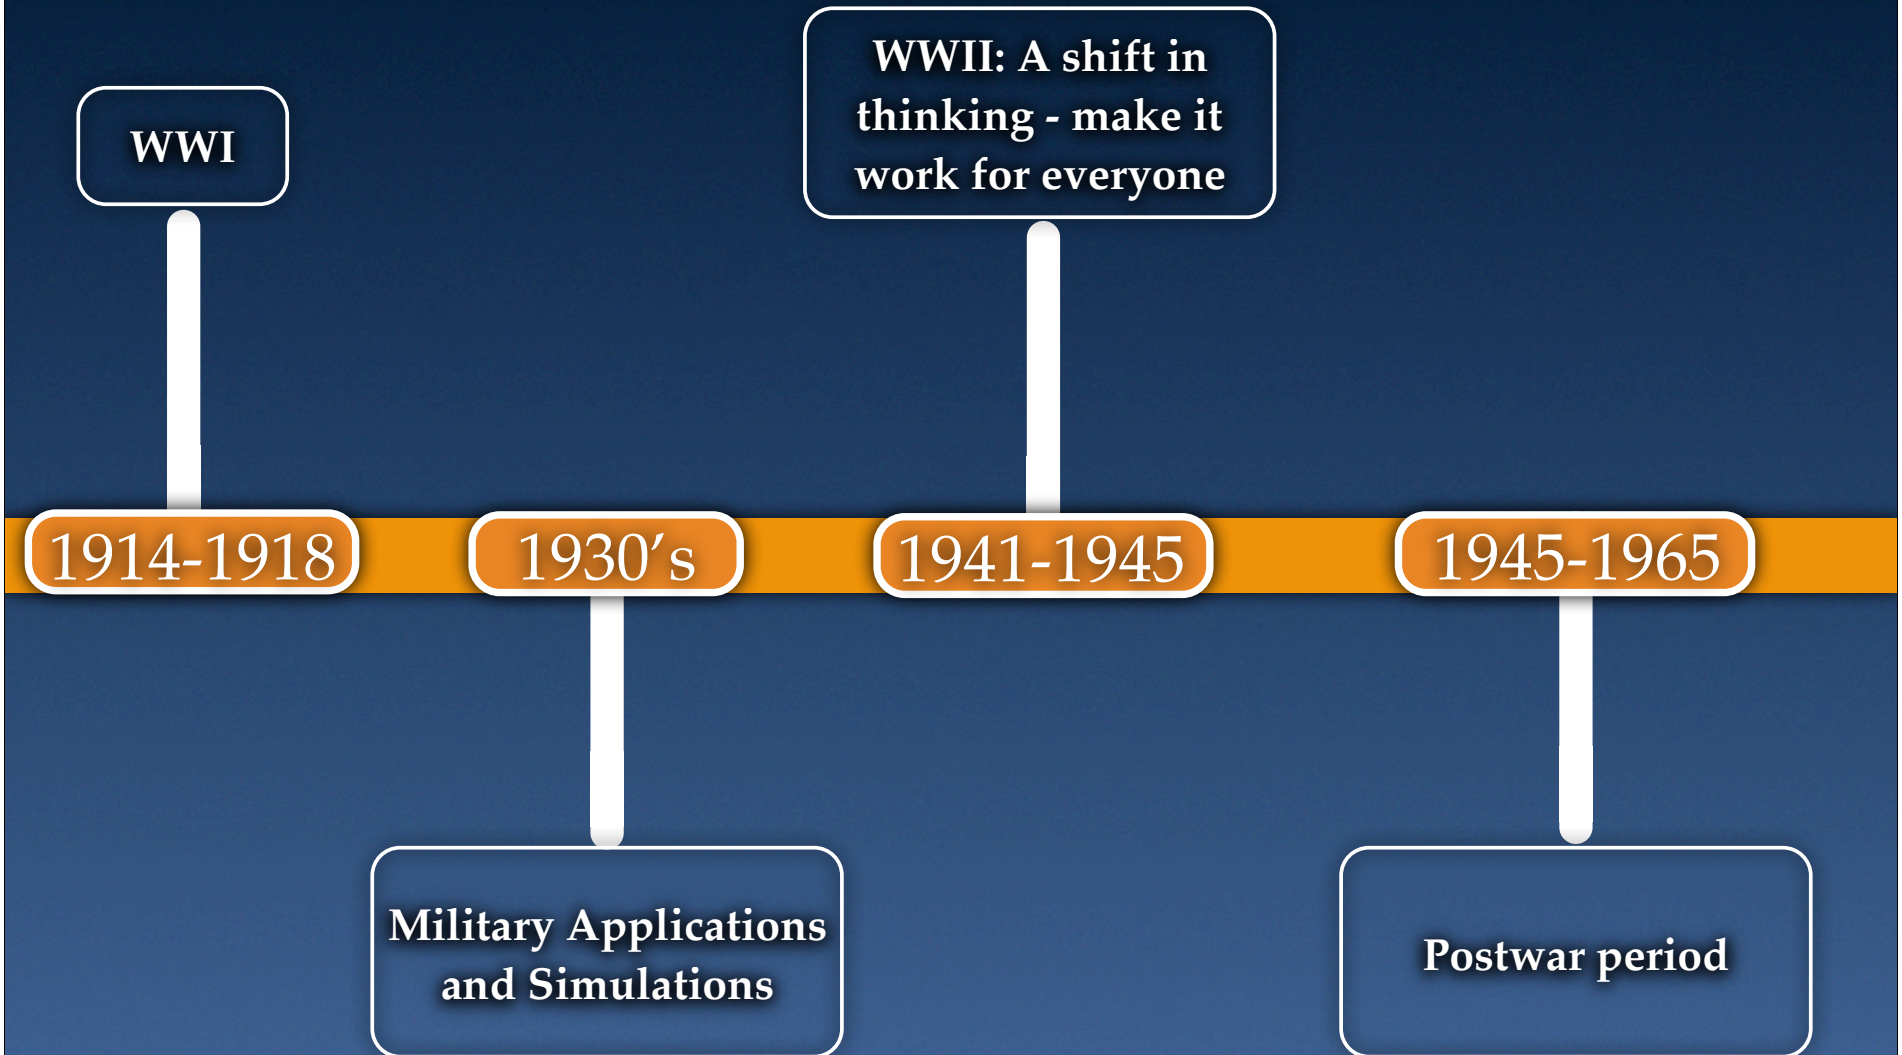 WWI
WWII: A shift in
thinking - make it
work for everyone
1914-1918
1930’s
1941-1945
1945-1965
Military Applications
and Simulations
Postwar period